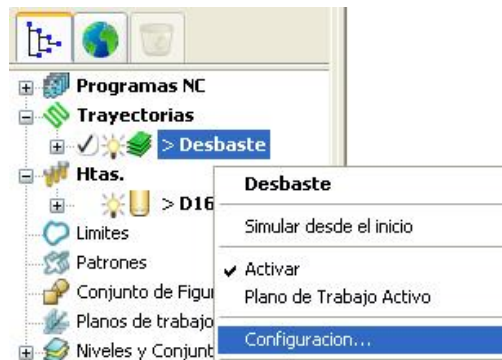 Programas NC
Trayectorias
> Desbaste
Htas.
Desbaste
> D16
Simular desde el inicio
Limites
Patrones
Activar
Plano de Trabajo Activo
Conjunto de Figu
Planos de trabajo
Configuracion...
Niveles y Conjunt